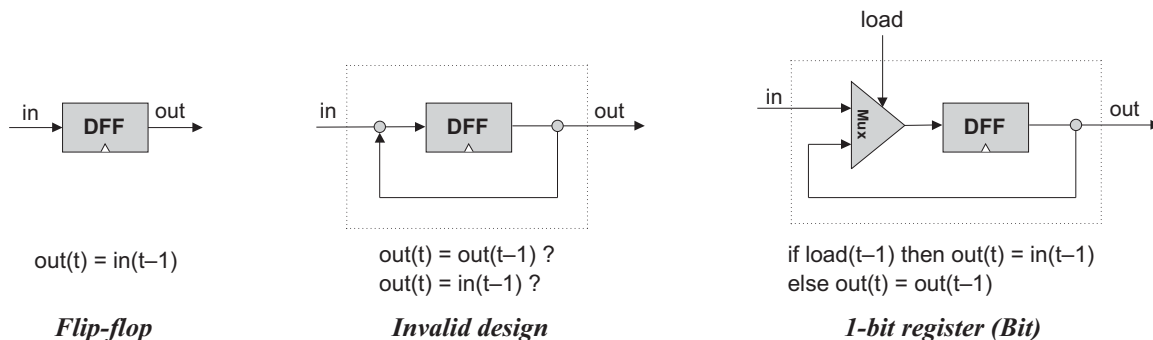 in
DFF
out
out(t) = in(t–1)
Flip-flop
in
DFF
out
out(t) = out(t–1) ?
out(t) = in(t–1) ?
Invalid design
load
in
Mux
DFF
out
if load(t–1) then out(t) = in(t–1)
else out(t) = out(t–1)
1-bit register (Bit)